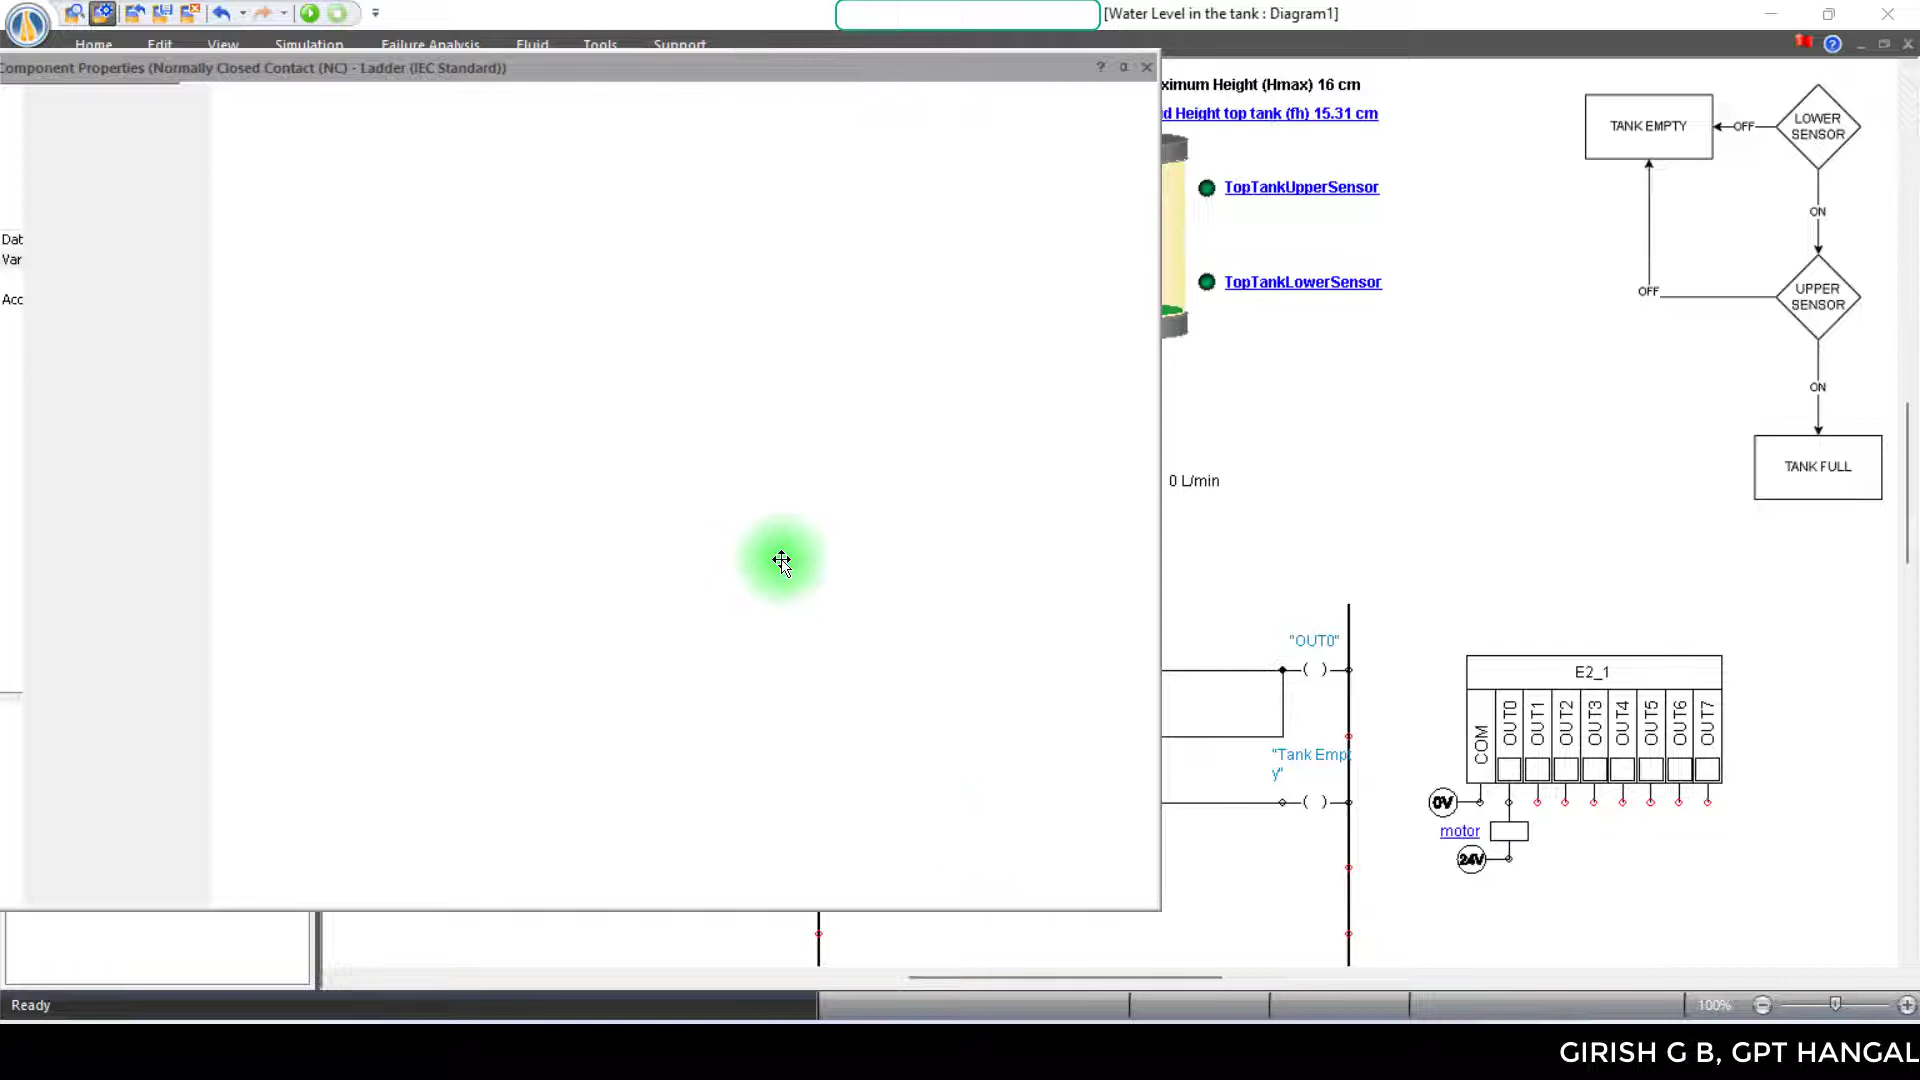 [Water Level in the tank : Diagram1]
Home Edit View Simulation Failure Analysis Fluid Tools Support
Component Properties (Normally Closed Contact (NC) - Ladder (IEC Standard))
ximum Height (Hmax) 16 cm
id Height top tank (fh) 15.31 cm
TopTankUpperSensor
TopTankLowerSensor
Dat
Var
Acc
TANK EMPTY
OFF
LOWER
SENSOR
ON
OFF
UPPER
SENSOR
ON
TANK FULL
0 L/min
"OUT0"
"Tank Emp
y"
E2_1
COM OUT0 OUT1 OUT2 OUT3 OUT4 OUT5 OUT6 OUT7
0V
motor
24V
Ready
100%
GIRISH G B, GPT HANGAL